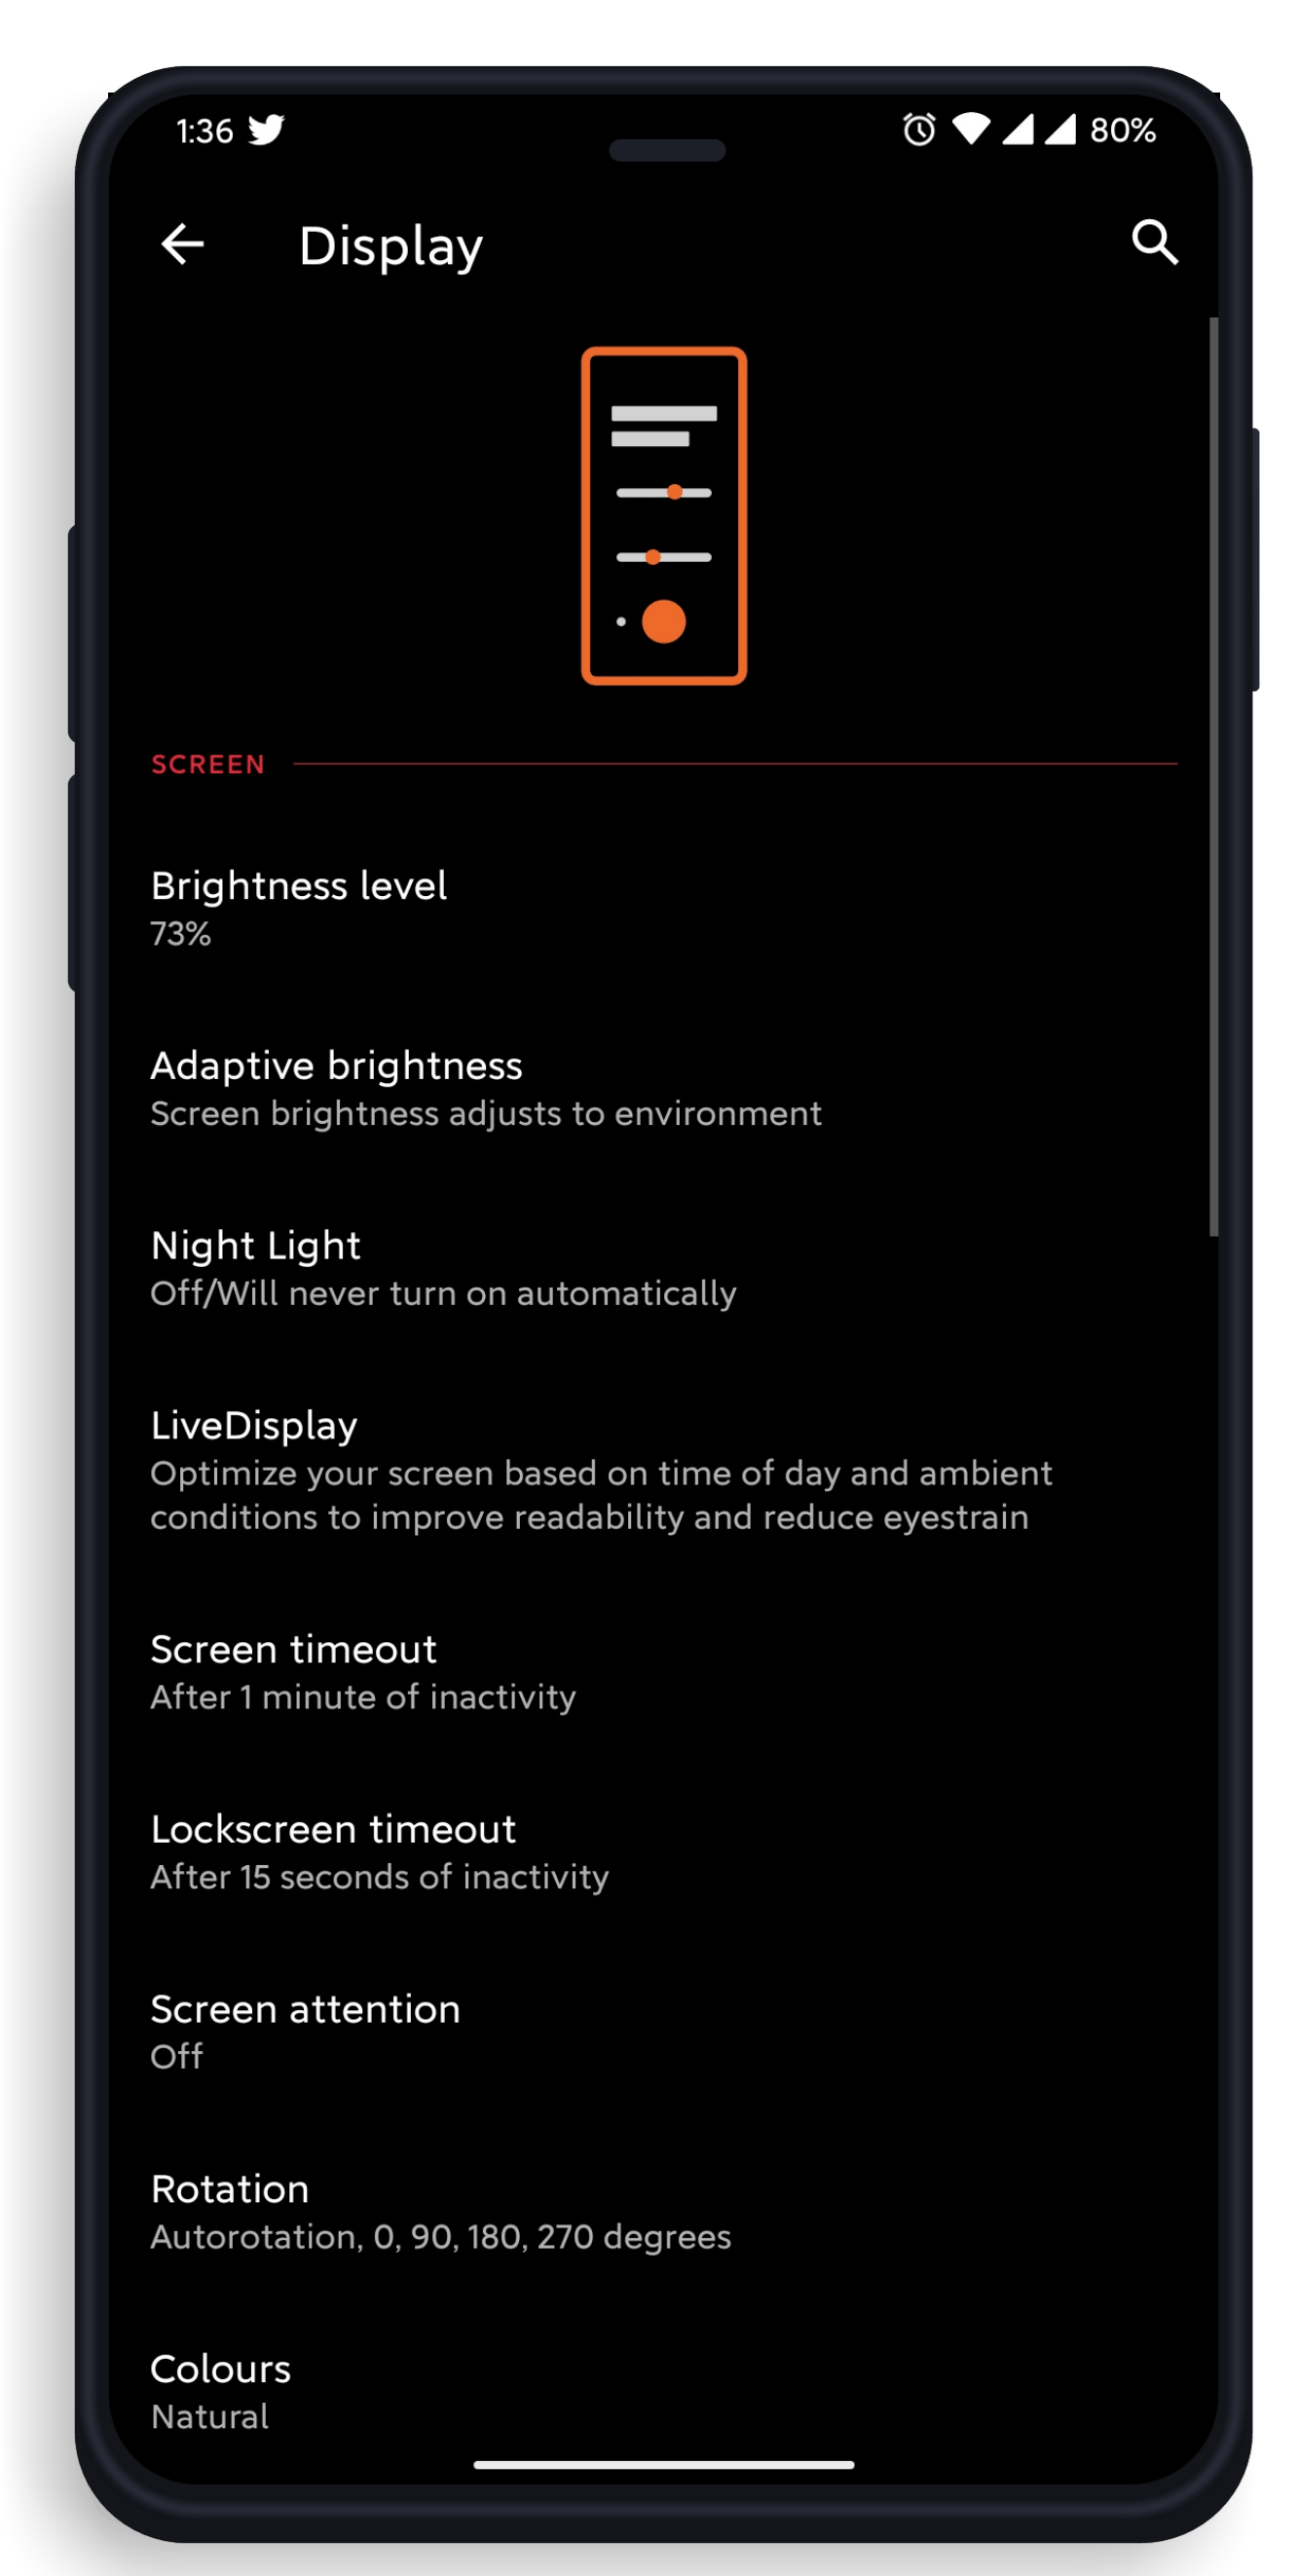 1:36 80%
Display
SCREEN
Brightness level
73%
Adaptive brightness
Screen brightness adjusts to environment
Night Light
Off/Will never turn on automatically
LiveDisplay
Optimize your screen based on time of day and ambient
conditions to improve readability and reduce eyestrain
Screen timeout
After 1 minute of inactivity
Lockscreen timeout
After 15 seconds of inactivity
Screen attention
Off
Rotation
Autorotation, 0, 90, 180, 270 degrees
Colours
Natural